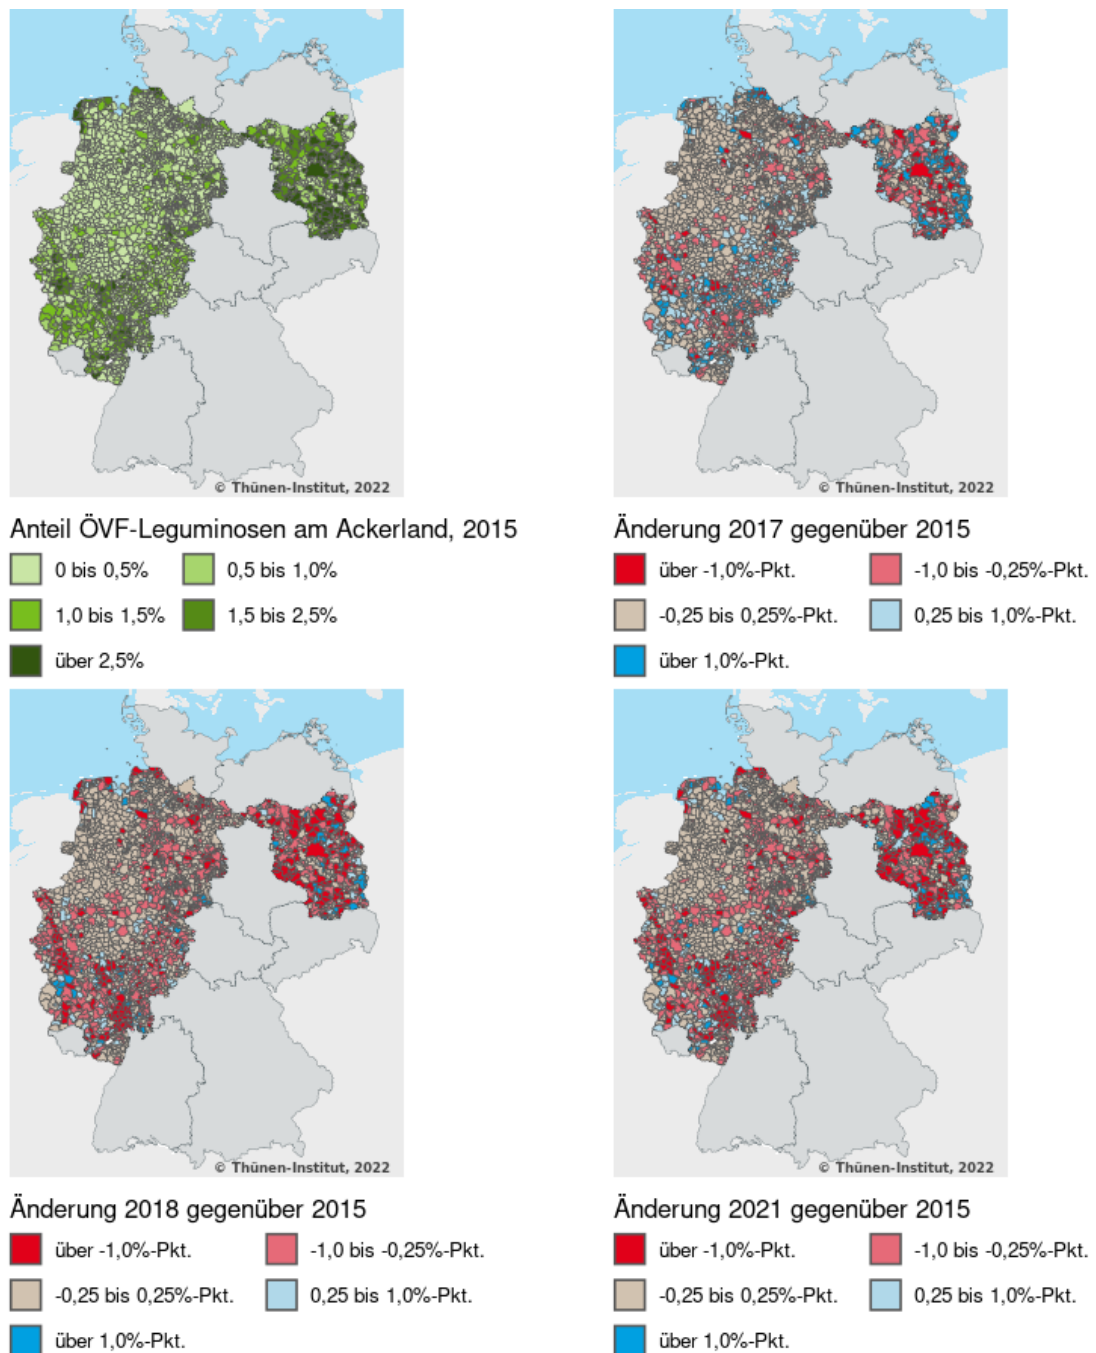 © Thünen-Institut, 2022
© Thünen-Institut, 2022
Anteil ÖVF-Leguminosen am Ackerland, 2015
0 bis 0,5%
0,5 bis 1,0%
1,0 bis 1,5%
1,5 bis 2,5%
über 2,5%
Änderung 2017 gegenüber 2015
über -1,0%-Pkt.
-1,0 bis -0,25%-Pkt.
-0,25 bis 0,25%-Pkt.
0,25 bis 1,0%-Pkt.
über 1,0%-Pkt.
© Thünen-Institut, 2022
© Thünen-Institut, 2022
Änderung 2018 gegenüber 2015
über -1,0%-Pkt.
-1,0 bis -0,25%-Pkt.
-0,25 bis 0,25%-Pkt.
0,25 bis 1,0%-Pkt.
über 1,0%-Pkt.
Änderung 2021 gegenüber 2015
über -1,0%-Pkt.
-1,0 bis -0,25%-Pkt.
-0,25 bis 0,25%-Pkt.
0,25 bis 1,0%-Pkt.
über 1,0%-Pkt.